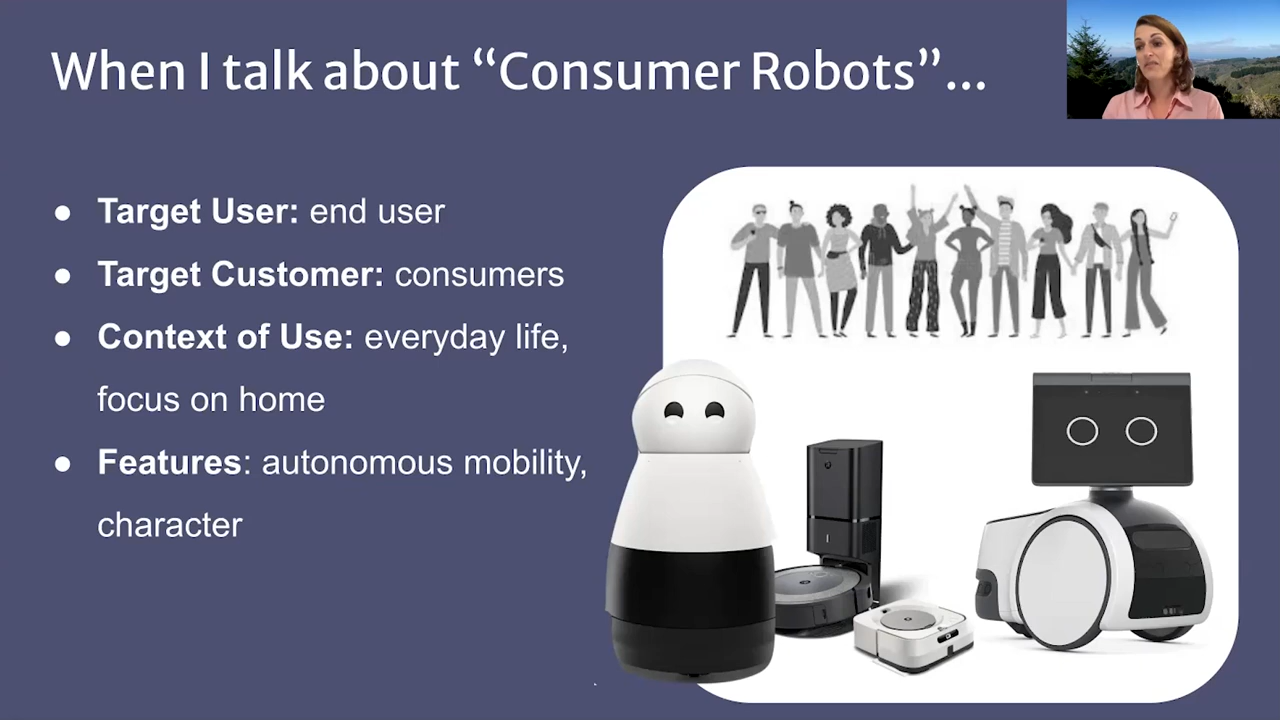 When I talk about “Consumer Robots”...
● Target User: end user
● Target Customer: consumers
● Context of Use: everyday life,
focus on home
● Features: autonomous mobility,
character